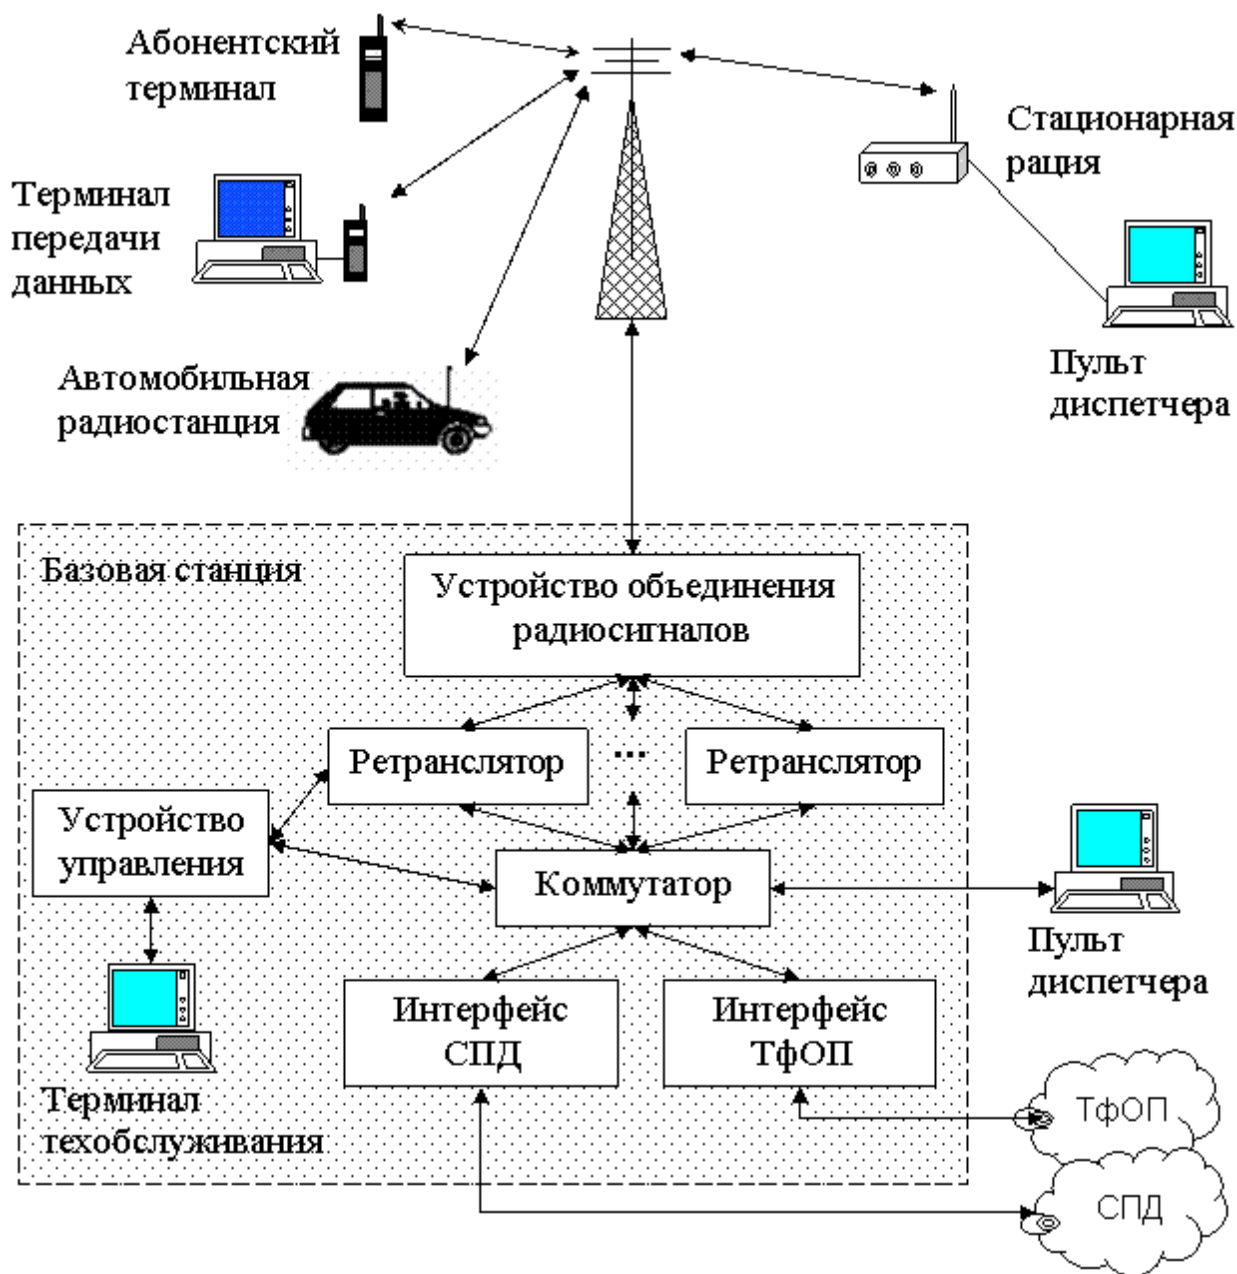 Абонентский
терминал
Стационарная
рация
Терминал
передачи
данных
Пульт
диспетчера
Автомобильная
радиостанция
Базовая станция
Устройство объединения
радиосигналов
Ретранслятор
...
Ретранслятор
Устройство
управления
Коммутатор
Пульт
диспетчера
Интерфейс
СПД
Интерфейс
ТфОП
Терминал
техобслуживания
ТфОП
СПД